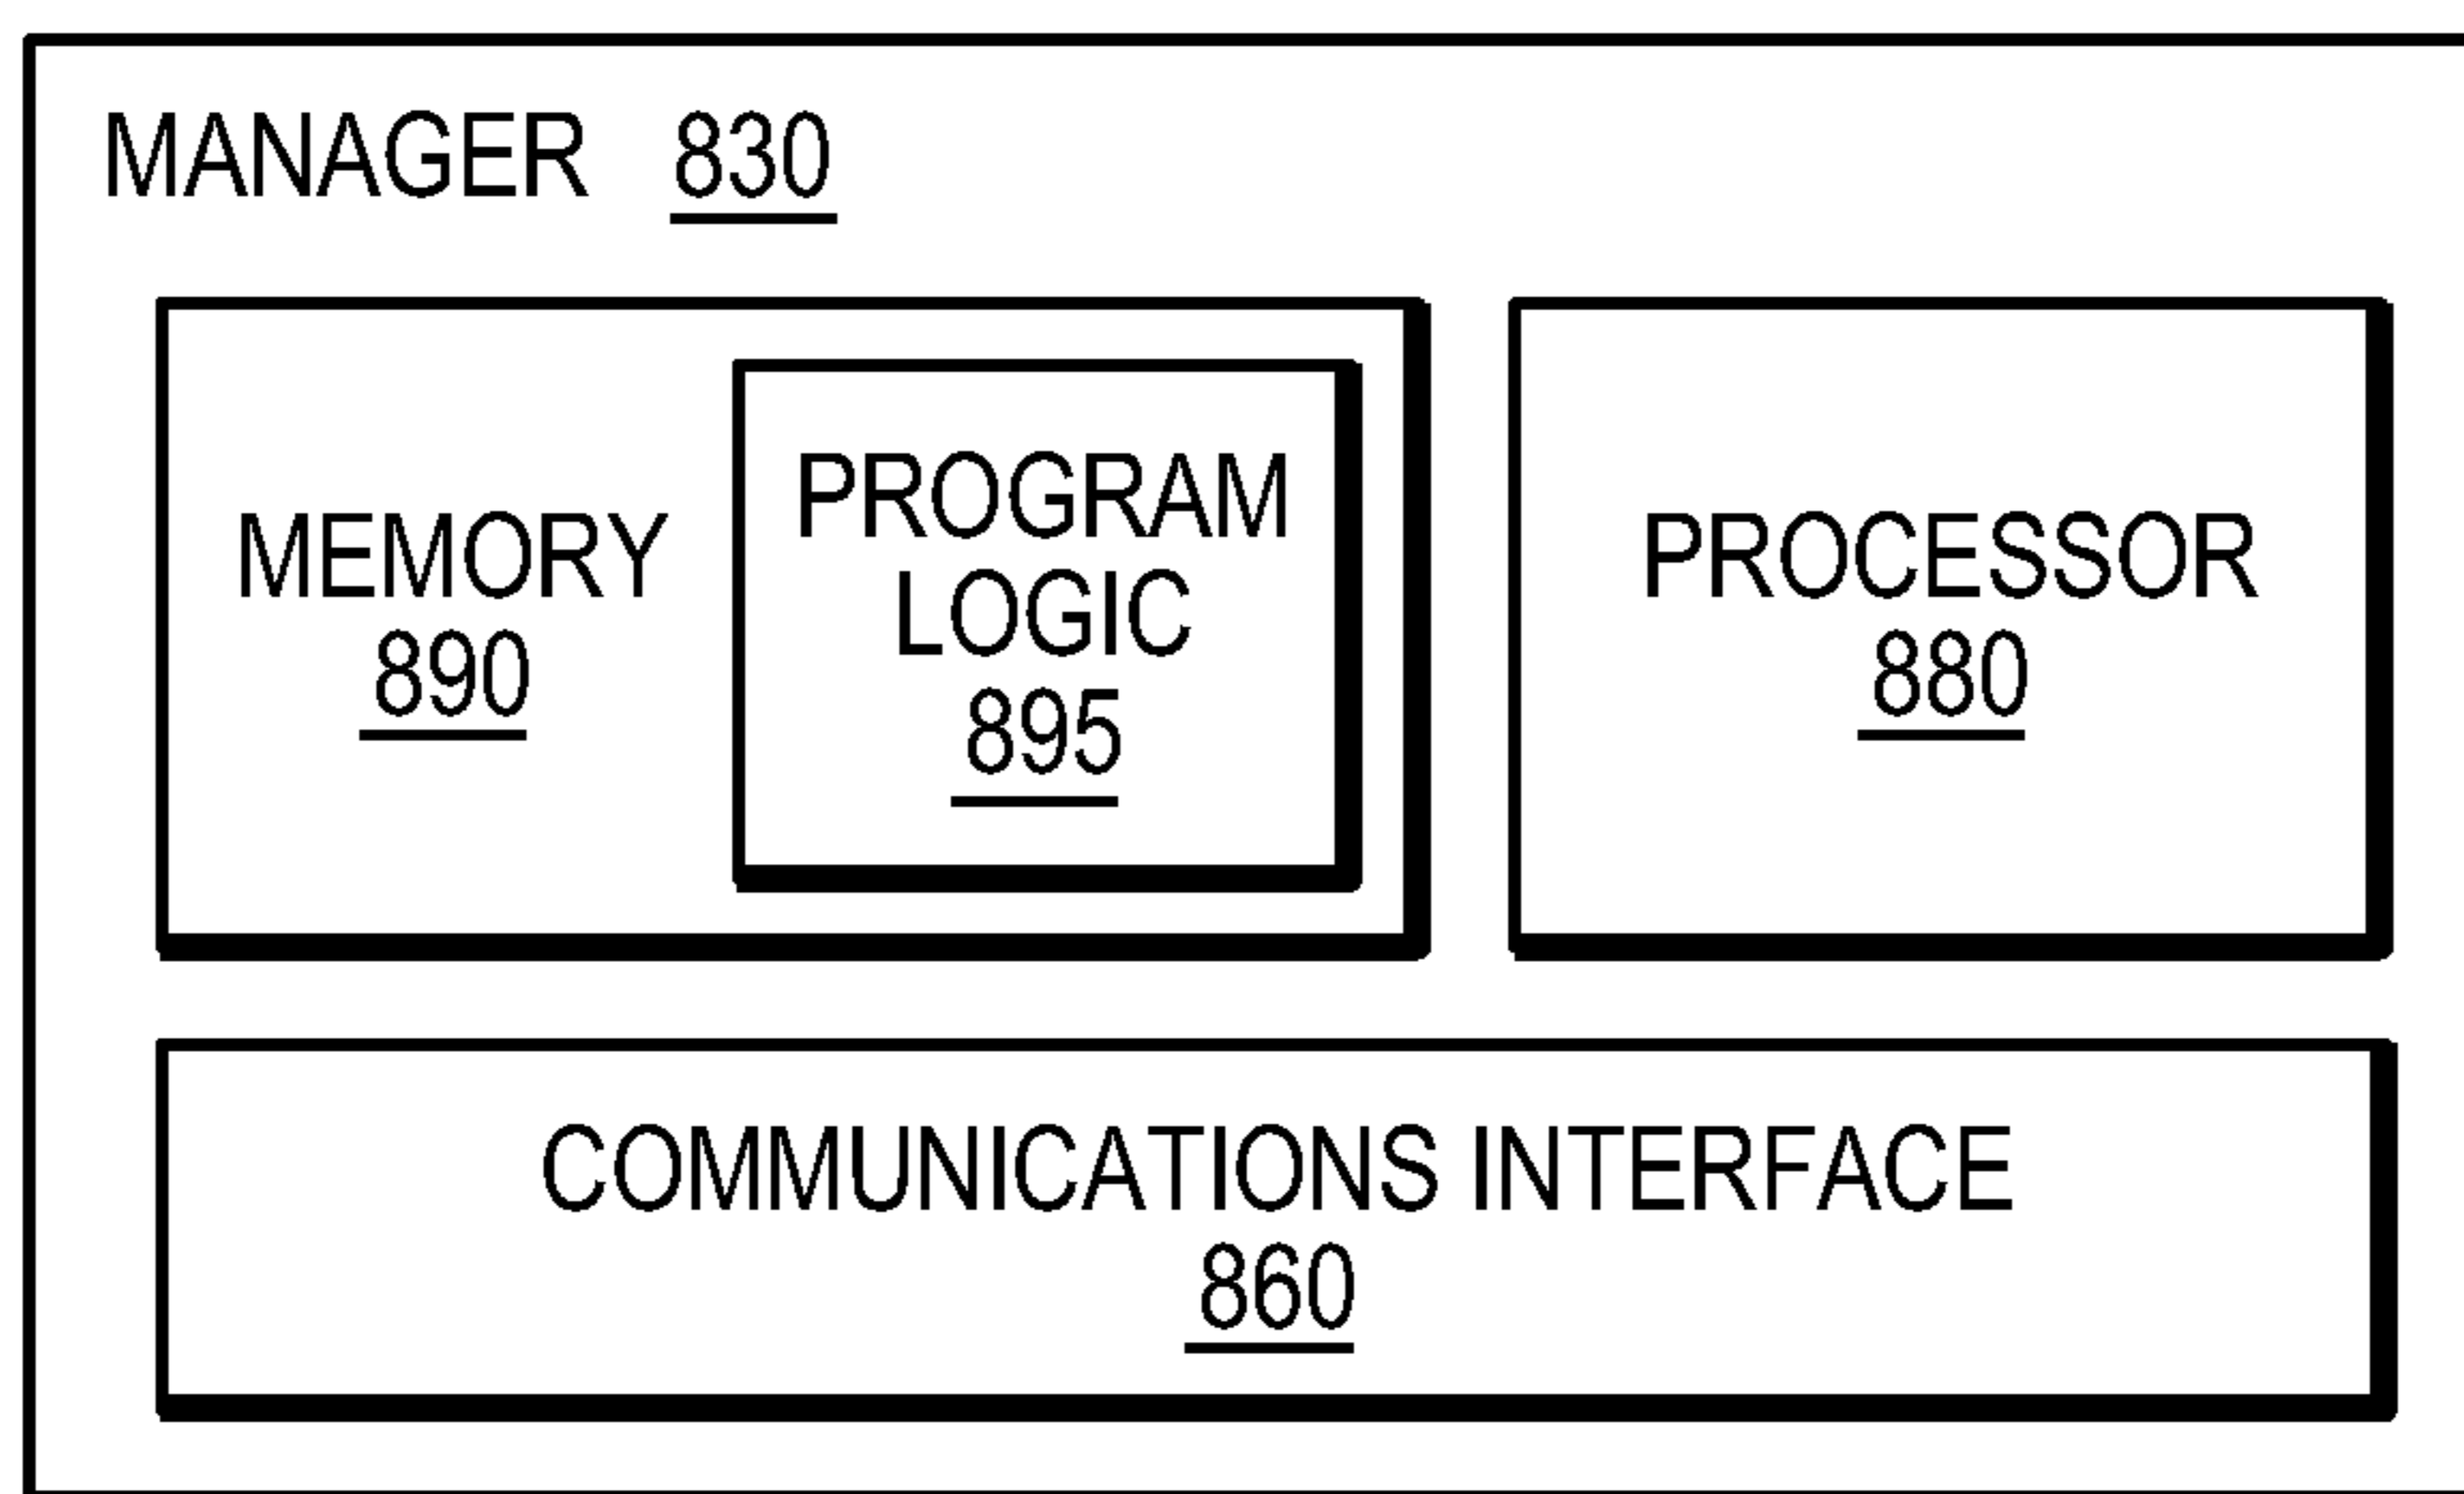 MANAGER 830
MEMORY
890
PROGRAM
LOGIC
895
PROCESSOR
880
COMMUNICATIONS INTERFACE
860